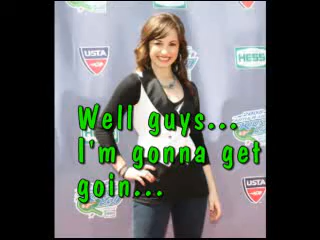 USTA
HESS
Well guys...
I'm gonna get
goin...
USTA